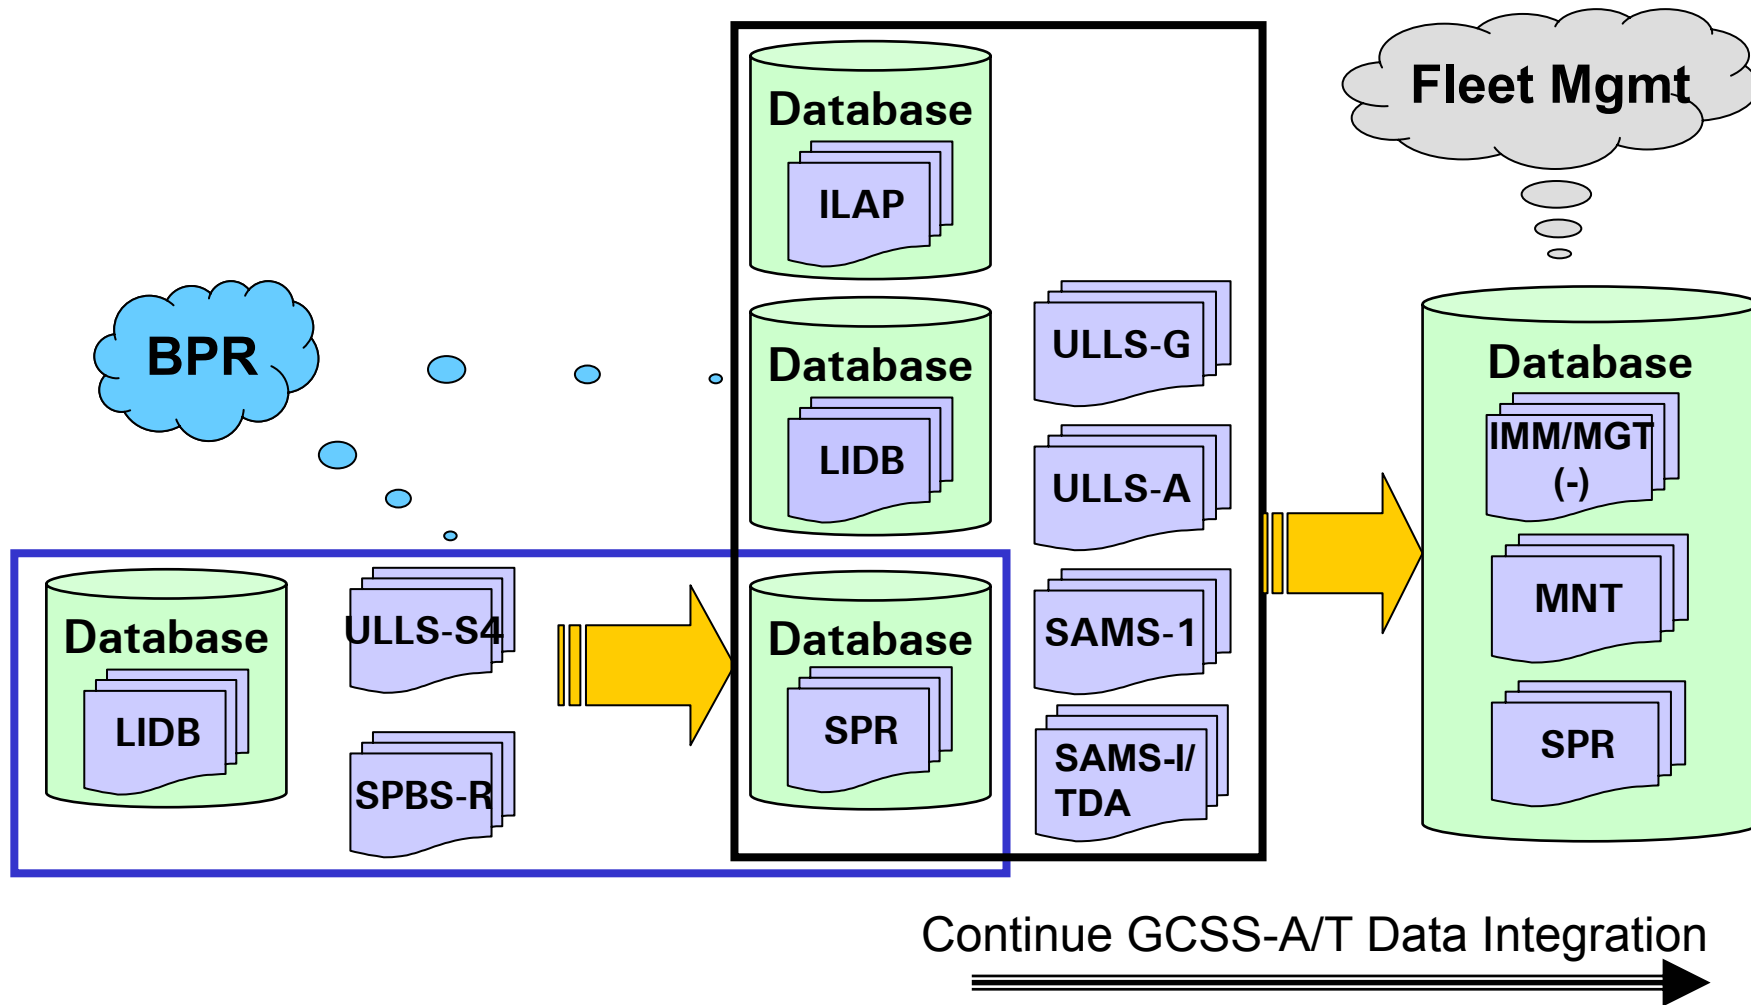 Fleet Mgmt
Database
ILAP
BPR
Database
LIDB
ULLS-G
ULLS-A
Database
IMM/MGT
(-)
MNT
SPR
Database
LIDB
ULLS-S4
SPBS-R
Database
SPR
SAMS-1
SAMS-I/
TDA
Continue GCSS-A/T Data Integration